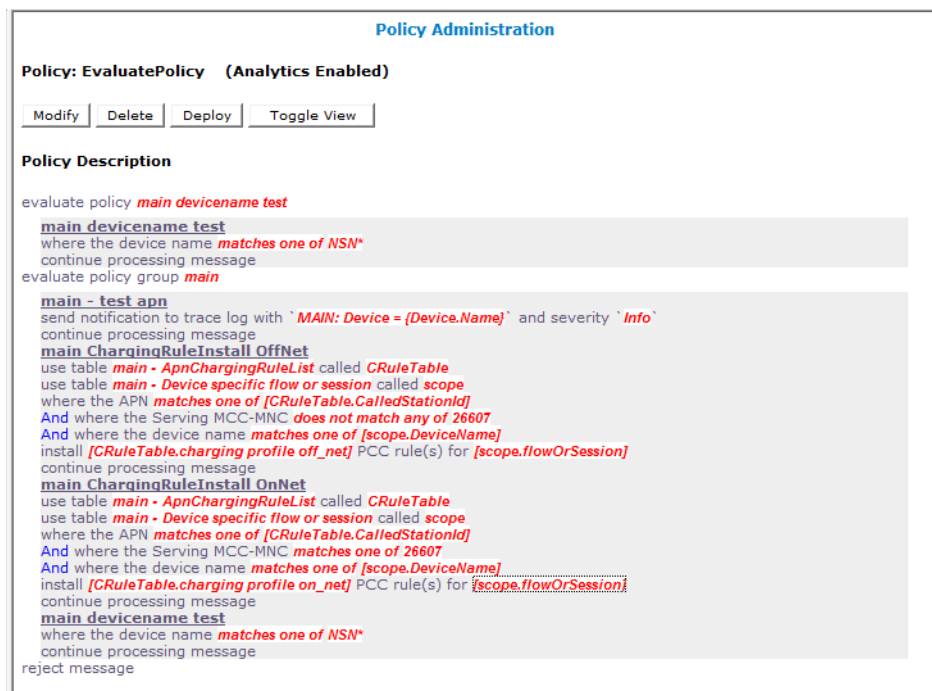 Policy Administration
Policy: EvaluatePolicy (Analytics Enabled)
Modify Delete Deploy Toggle View
Policy Description
evaluate policy main devicename test
main devicename test
where the device name matches one of NSN*
continue processing message
evaluate policy group main
main - test apn
send notification to trace log with `MAIN: Device = {Device.Name}` and severity `Info`
continue processing message
main ChargingRuleInstall OffNet
use table main - ApnChargingRuleList called CRuleTable
use table main - Device specific flow or session called scope
where the APN matches one of [CRuleTable.CalledStationId]
And where the Serving MCC-MNC does not match any of 26607
And where the device name matches one of [scope.DeviceName]
install [CRuleTable.charging profile off_net] PCC rule(s) for [scope.flowOrSession]
continue processing message
main ChargingRuleInstall OnNet
use table main - ApnChargingRuleList called CRuleTable
use table main - Device specific flow or session called scope
where the APN matches one of [CRuleTable.CalledStationId]
And where the Serving MCC-MNC matches one of 26607
And where the device name matches one of [scope.DeviceName]
install [CRuleTable.charging profile on_net] PCC rule(s) for [scope.flowOrSession]
continue processing message
main devicename test
where the device name matches one of NSN*
continue processing message
reject message